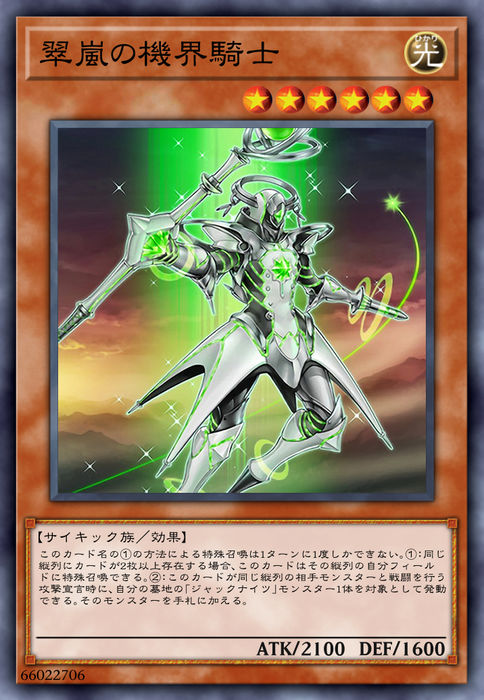 翠嵐の機界騎士
ひかり
光
【サイキック族／効果】
このカード名の①の方法による特殊召喚は1ターンに1度しかできない。①:同じ
縦列にカードが2枚以上存在する場合、このカードはその縦列の自分フィー
ルドに特殊召喚できる。②:このカードが同じ縦列の相手モンスターと戦闘を行う
攻撃宣言時に、自分の墓地の「ジャックナイツ」モンスター1体を対象として発動
できる。そのモンスターを手札に加える。
ATK/2100 DEF/1600
66022706